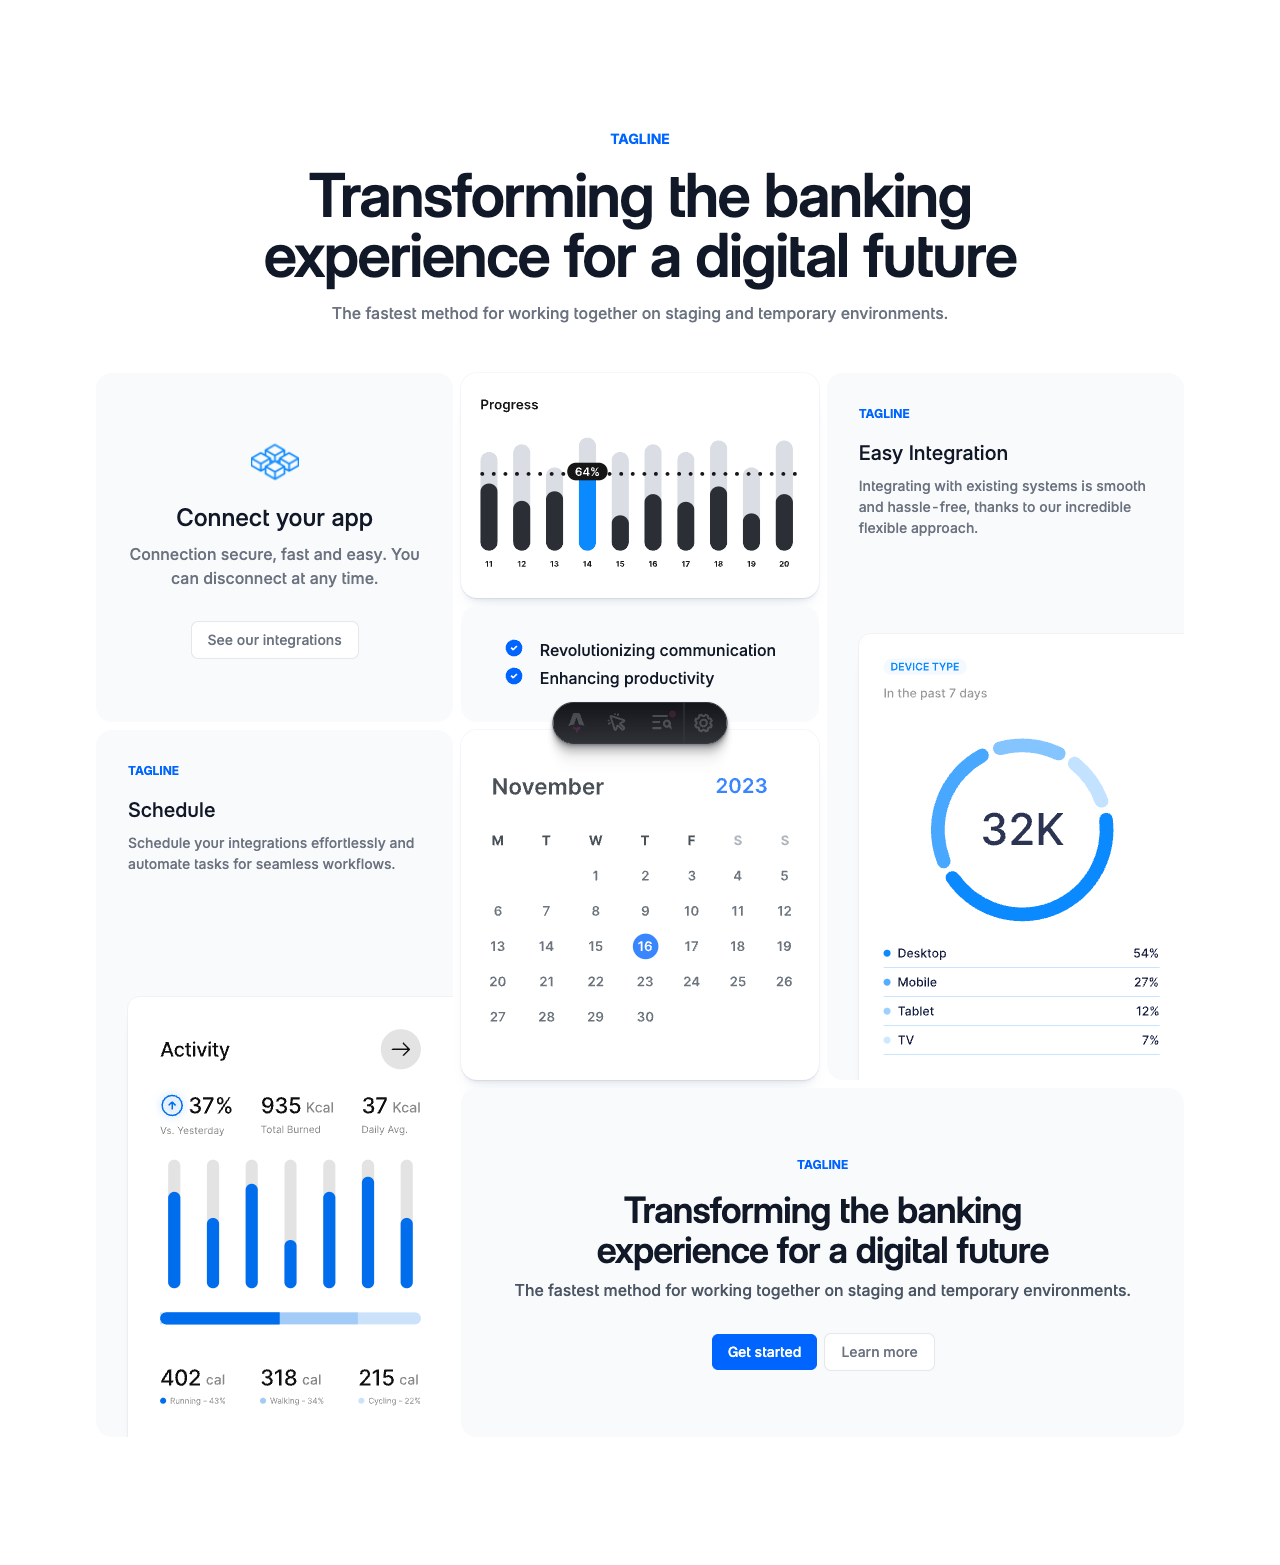 TAGLINE
Transforming the banking
experience for a digital future
The fastest method for working together on staging and temporary environments.
Connect your app
Connection secure, fast and easy. You
can disconnect at any time.
See our integrations
Progress
64%
11 12 13 14 15 16 17 18 19 20
Revolutionizing communication
Enhancing productivity
TAGLINE
Easy Integration
Integrating with existing systems is smooth
and hassle-free, thanks to our incredible
flexible approach.
DEVICE TYPE
In the past 7 days
32K
Desktop 54%
Mobile 27%
Tablet 12%
TV 7%
TAGLINE
Schedule
Schedule your integrations effortlessly and
automate tasks for seamless workflows.
Activity
37% 935 Kcal 37 Kcal
Vs. Yesterday Total Burned Daily Avg.
402 cal 318 cal 215 cal
Running - 43% Walking - 34% Cycling - 22%
November 2023
M T W T F S S
1 2 3 4 5
6 7 8 9 10 11 12
13 14 15 16 17 18 19
20 21 22 23 24 25 26
27 28 29 30
TAGLINE
Transforming the banking
experience for a digital future
The fastest method for working together on staging and temporary environments.
Get started Learn more